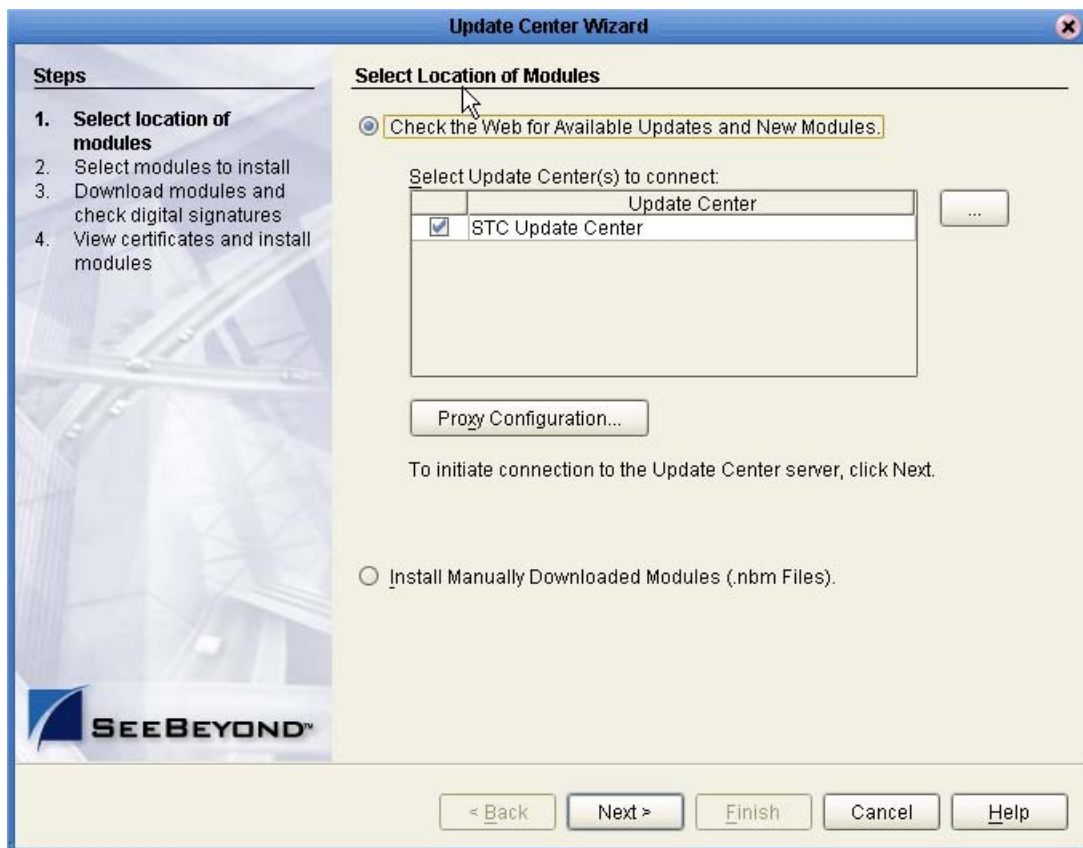 Update Center Wizard
Steps
1. Select location of
modules
2. Select modules to install
3. Download modules and
check digital signatures
4. View certificates and install
modules
SEEBEYOND™
Select Location of Modules
Check the Web for Available Updates and New Modules.
Select Update Center(s) to connect:
Update Center
STC Update Center
...
Proxy Configuration...
To initiate connection to the Update Center server, click Next.
Install Manually Downloaded Modules (.nbm Files).
< Back Next > Finish Cancel Help